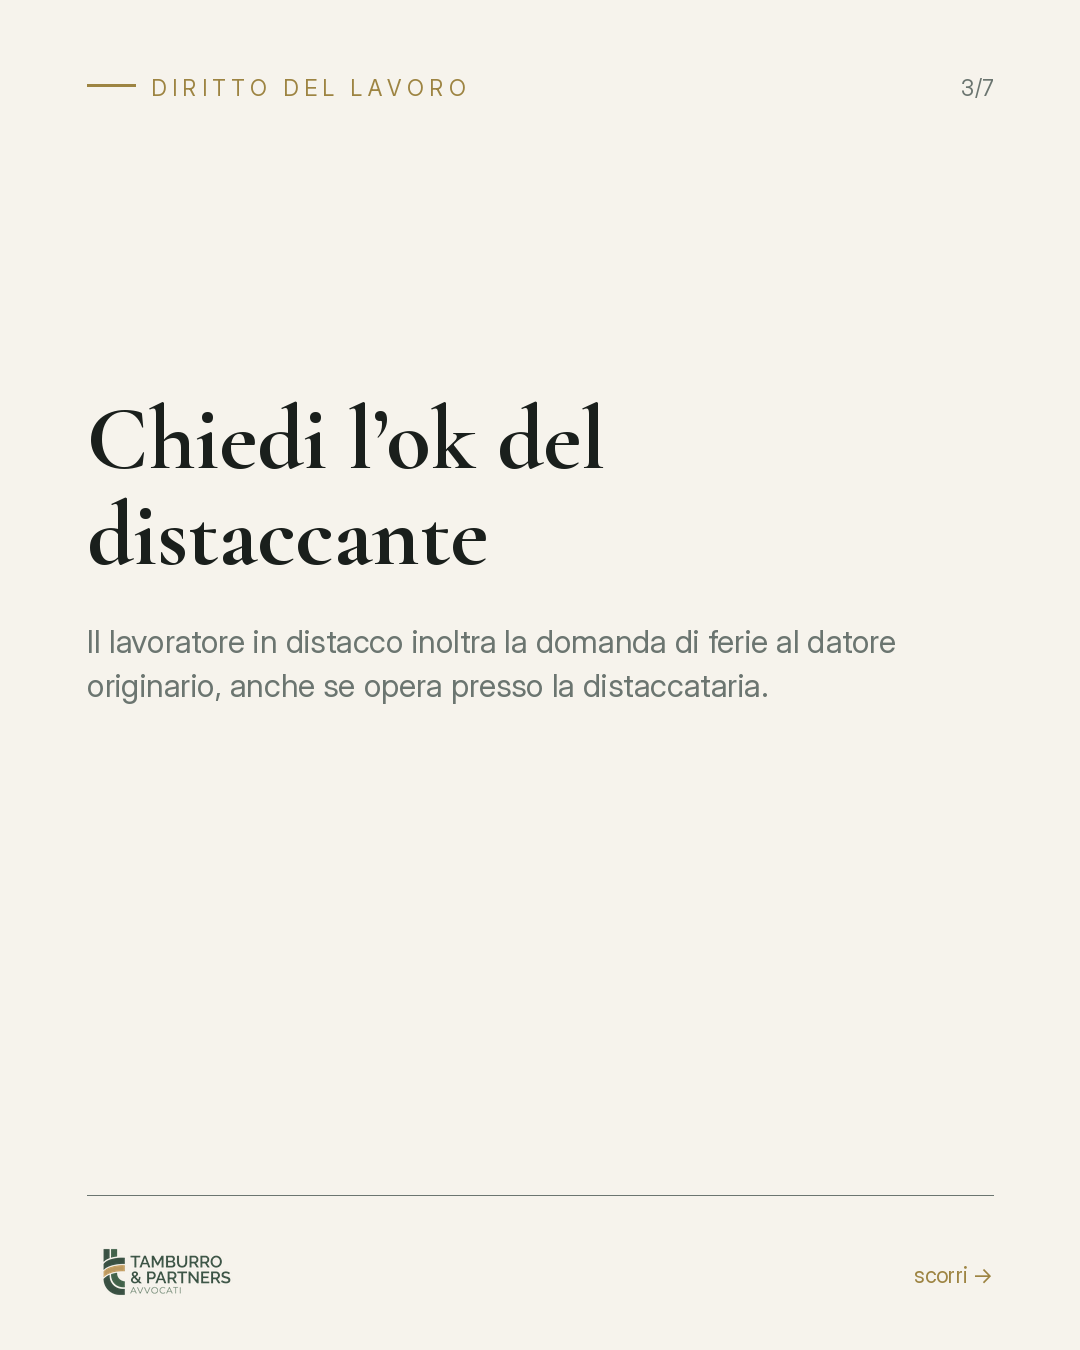 DIRITTO DEL LAVORO
3/7
Chiedi l’ok del
distaccante
Il lavoratore in distacco inoltra la domanda di ferie al datore
originario, anche se opera presso la distaccataria.
TAMBURRO
& PARTNERS
AVVOCATI
scorri →